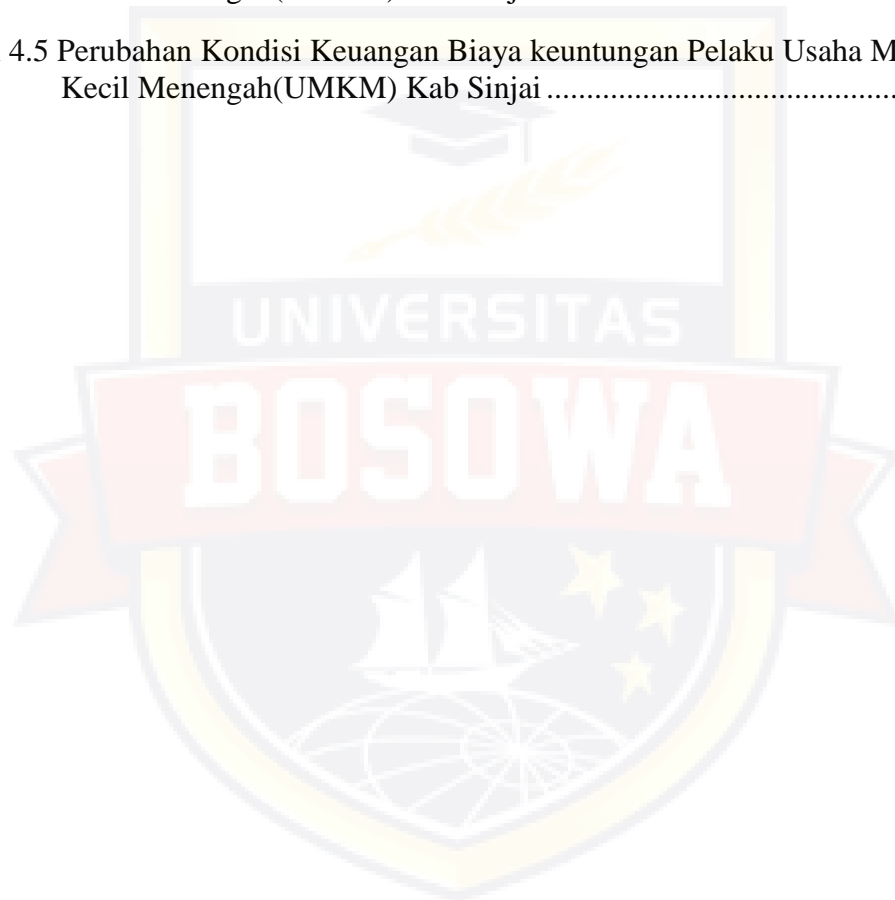 4.5 Perubahan Kondisi Keuangan Biaya keuntungan Pelaku Usaha M
Kecil Menengah(UMKM) Kab Sinjai ...........................................
UNIVERSITAS
BOSOWA